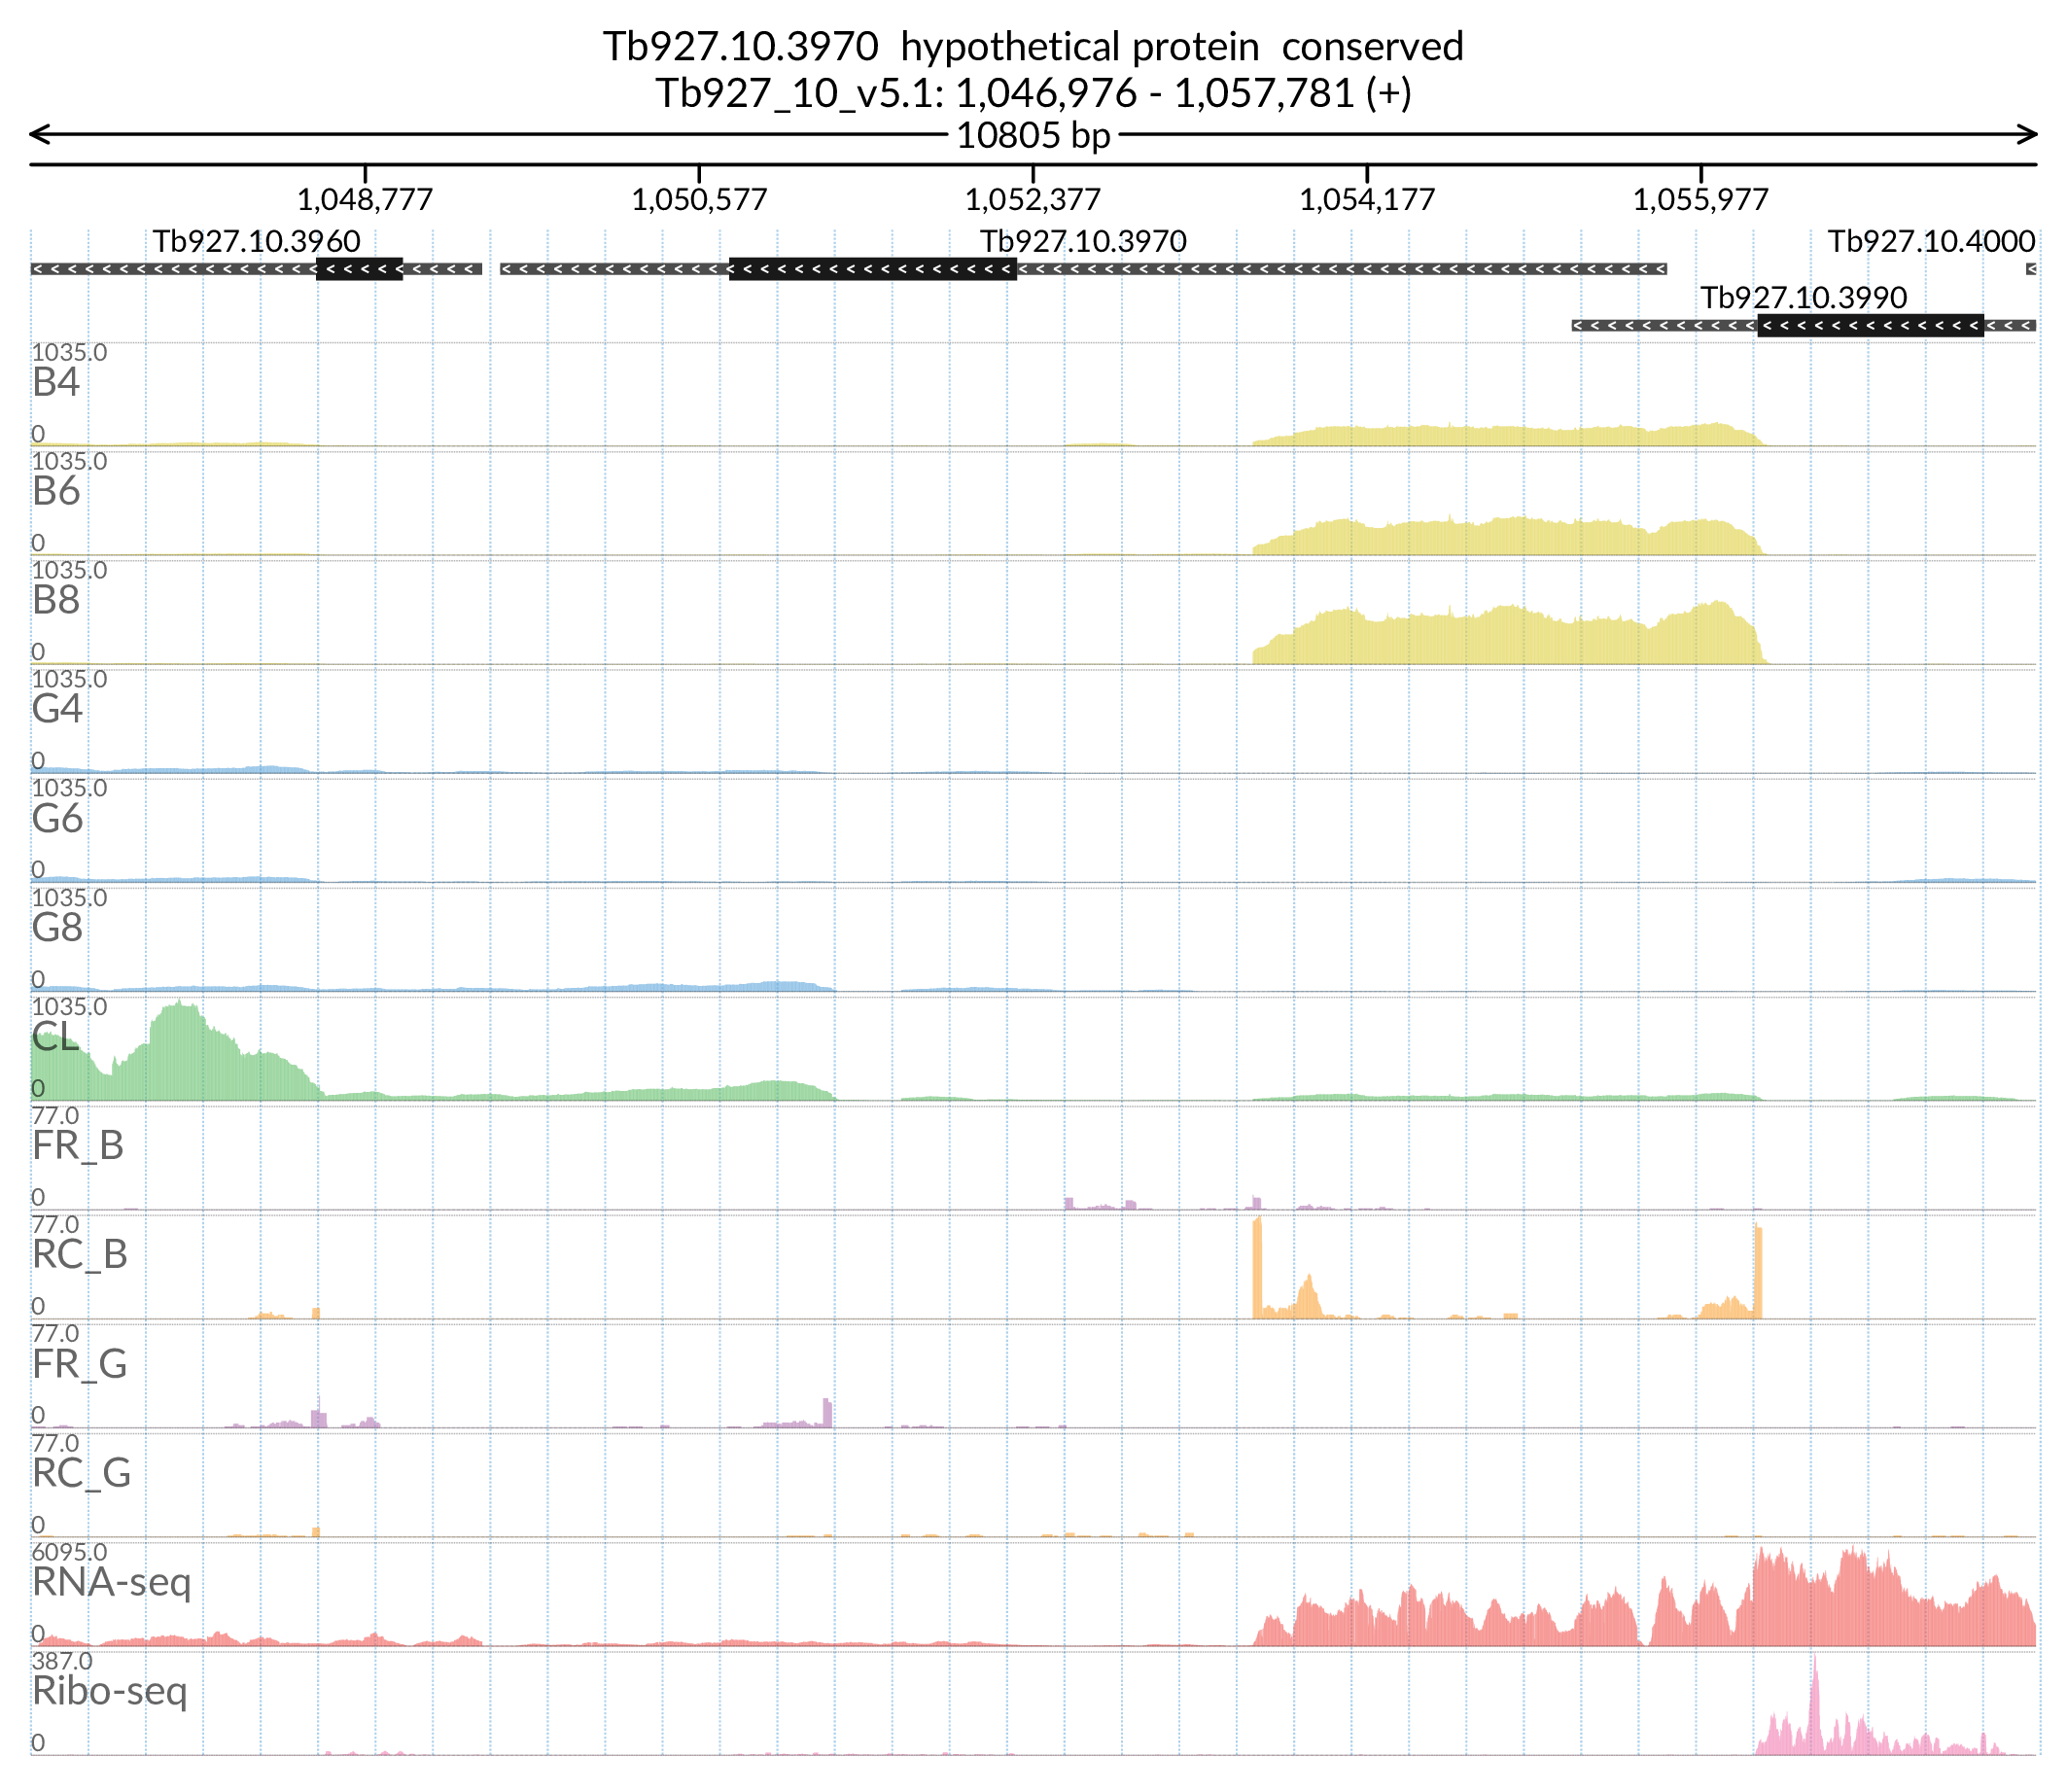 Tb927.10.3970 hypothetical protein conserved
Tb927_10_v5.1: 1,046,976 - 1,057,781 (+)
10805 bp
1,048,777 1,050,577 1,052,377 1,054,177 1,055,977
Tb927.10.3960 Tb927.10.3970 Tb927.10.4000
Tb927.10.3990
1035.0
B4
0
1035.0
B6
0
1035.0
B8
0
1035.0
G4
0
1035.0
G6
0
1035.0
G8
0
1035.0
CL
0
77.0
FR_B
0
77.0
RC_B
0
77.0
FR_G
0
77.0
RC_G
0
6095.0
RNA-seq
0
387.0
Ribo-seq
0